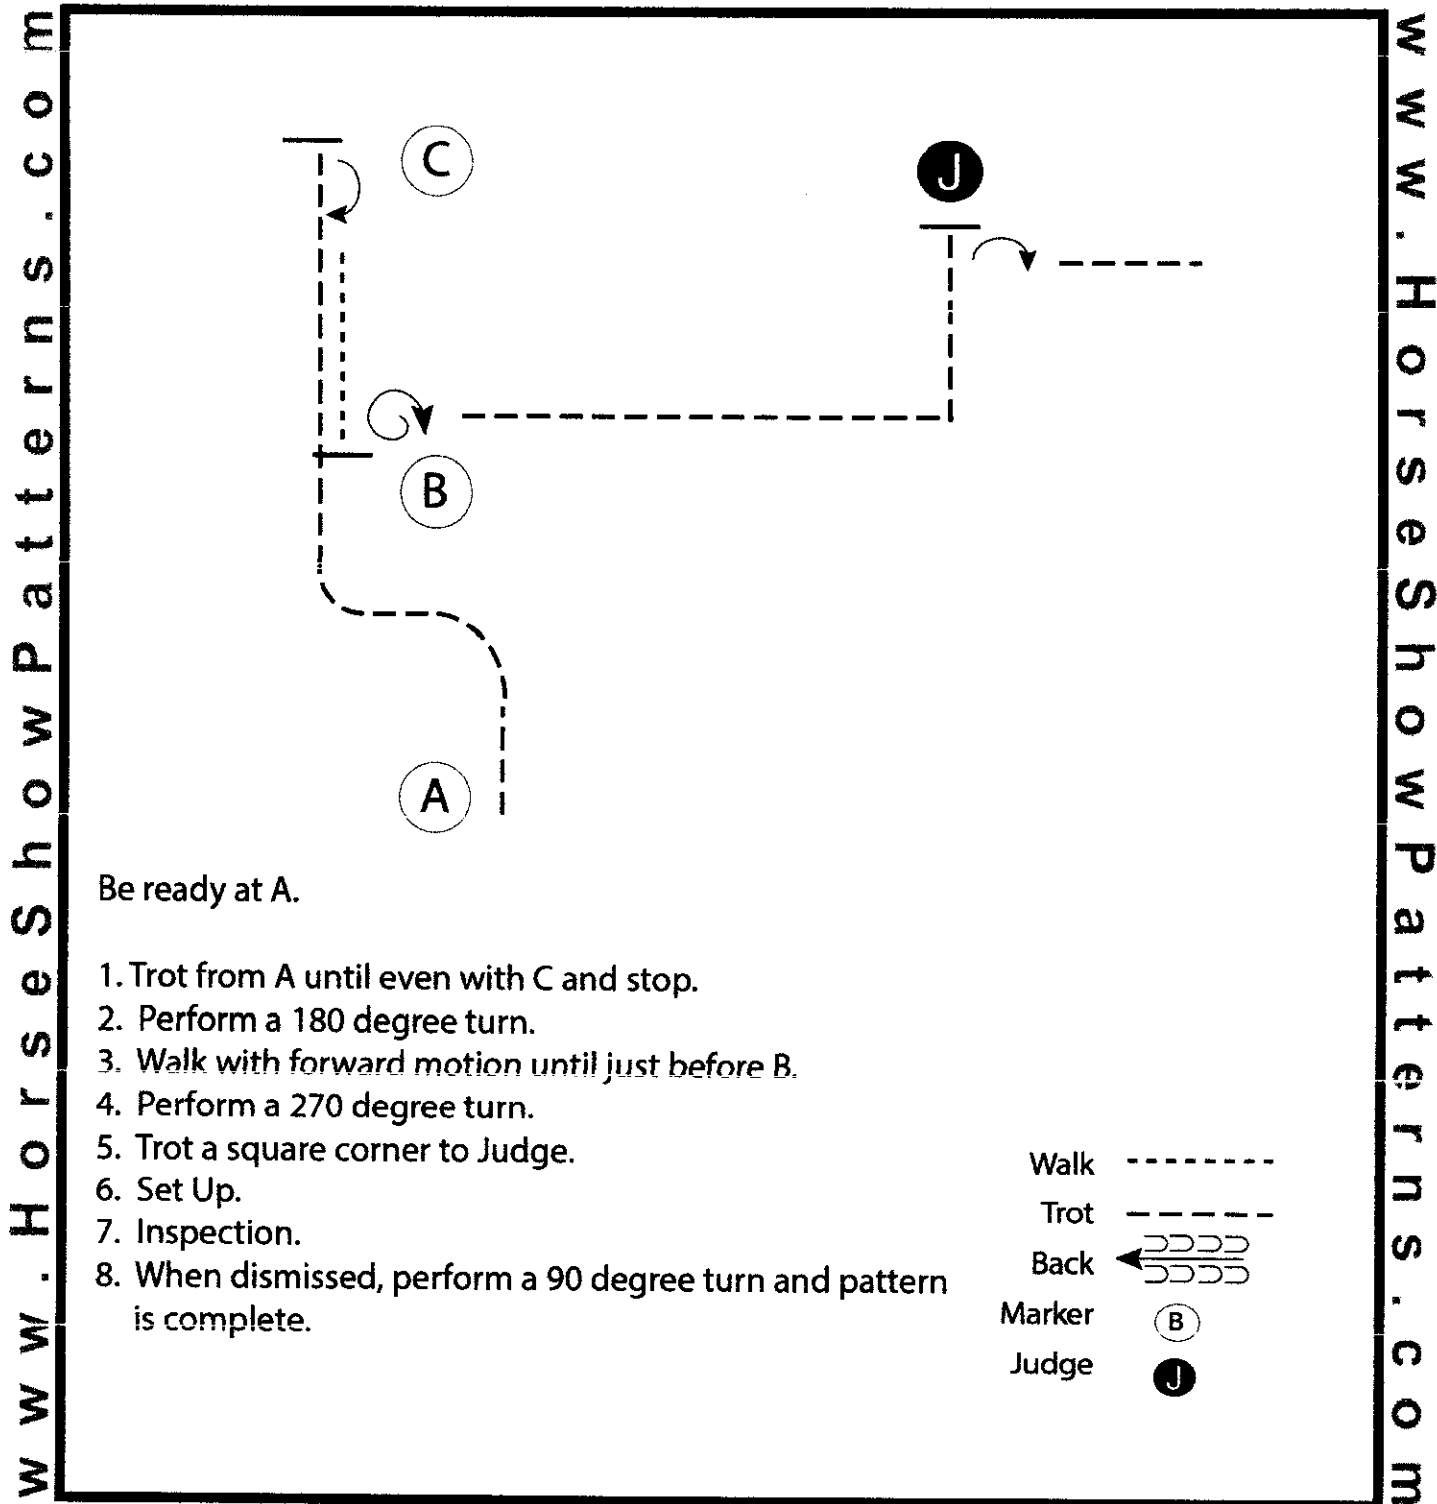 www.HorseShowPatterns.com
www.HorseShowPatterns.com
C
J
B
A
Be ready at A.
1. Trot from A until even with C and stop.
2. Perform a 180 degree turn.
3. Walk with forward motion until just before B.
4. Perform a 270 degree turn.
5. Trot a square corner to Judge.
6. Set Up.
7. Inspection.
8. When dismissed, perform a 90 degree turn and pattern
is complete.
Walk
Trot
Back
Marker B
Judge J